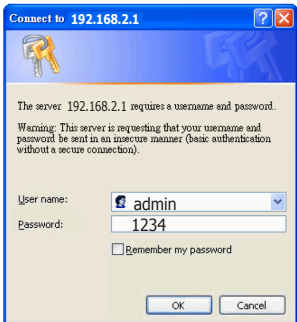 Connect to 192.168.2.1
The server 192.168.2.1 requires a username and password.
Warning: This server is requesting that your username and
password be sent in an insecure manner (basic authentication
without a secure connection).
User name: admin
Password: 1234
Remember my password
OK Cancel